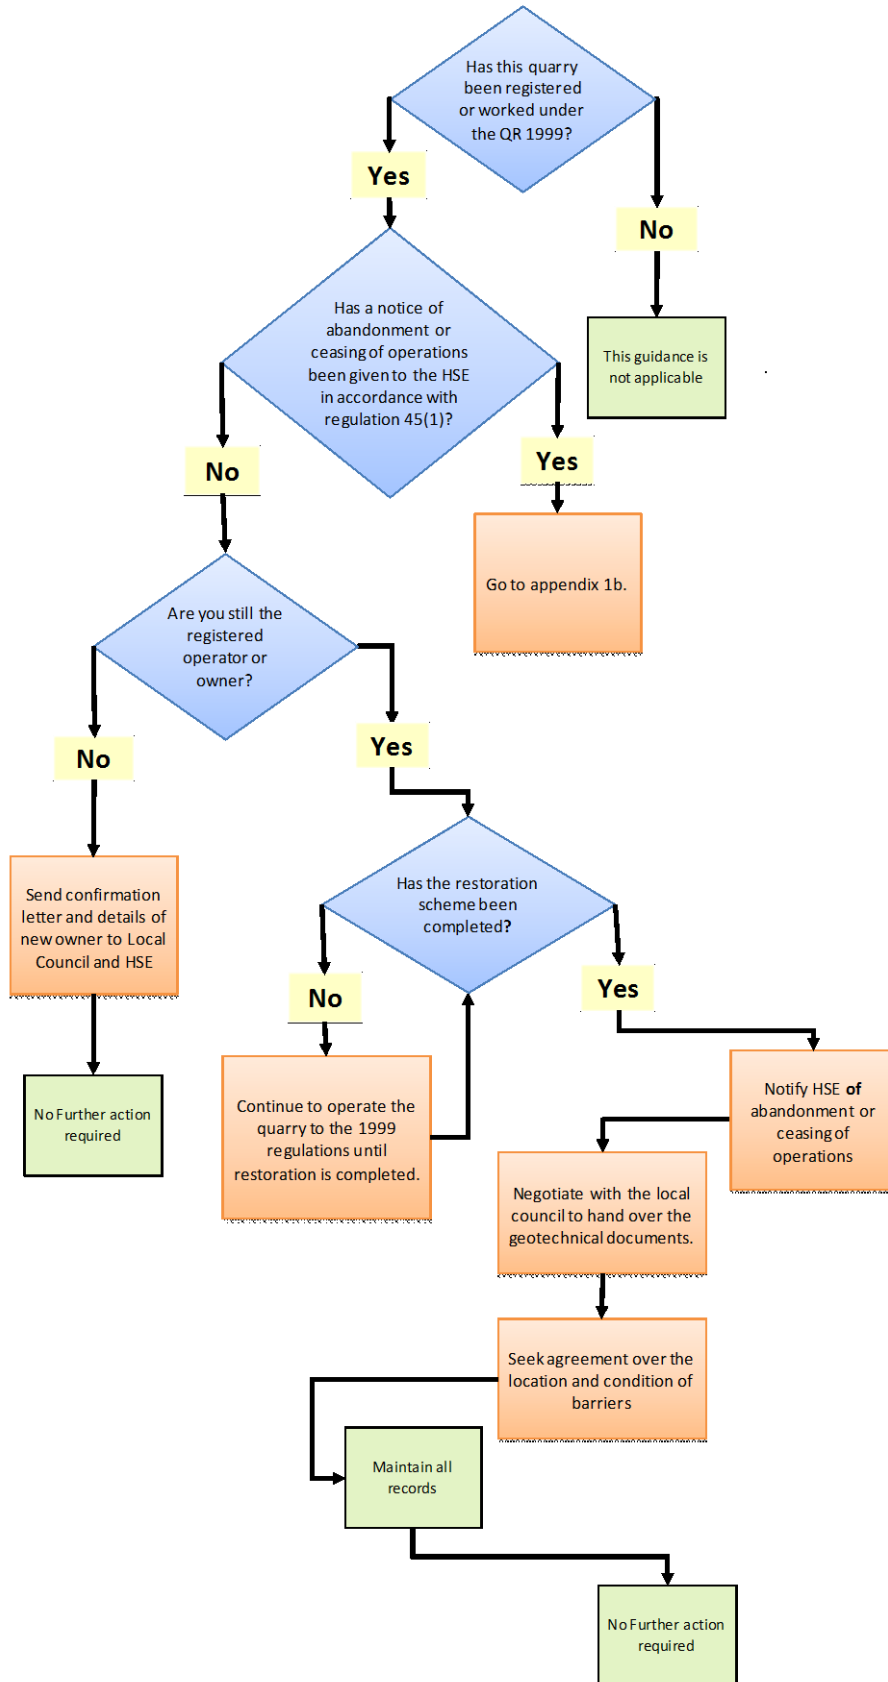 Has this quarry
been registered
or worked under
the QR 1999?
Yes
No
This guidance is
not applicable
Has a notice of
abandonment or
ceasing of operations
been given to the HSE
in accordance with
regulation 45(1)?
No
Yes
Go to appendix 1b.
Are you still the
registered
operator or
owner?
No
Yes
Send confirmation
letter and details of
new owner to Local
Council and HSE
No Further action
required
Has the restoration
scheme been
completed?
No
Yes
Continue to operate the
quarry to the 1999
regulations until
restoration is completed.
Notify HSE of
abandonment or
ceasing of
operations
Negotiate with the local
council to hand over the
geotechnical documents.
Seek agreement over the
location and condition of
barriers
Maintain all
records
No Further action
required